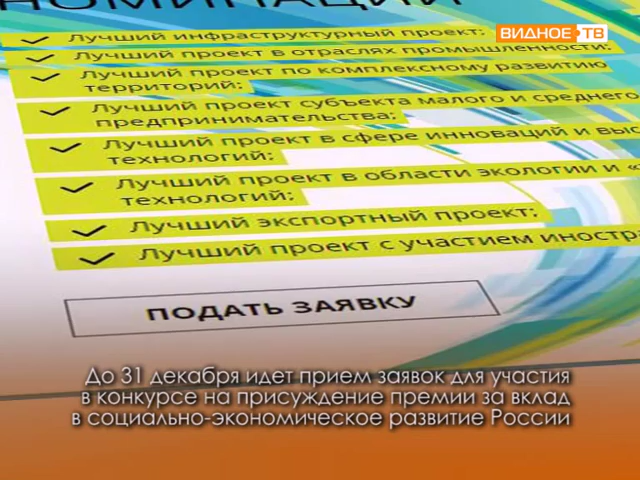 НОМИНАЦИИ
ВИДНОЕ ТВ
Лучший инфраструктурный проект;
Лучший проект в отраслях промышленности;
Лучший проект по комплексному развитию
территорий;
Лучший проект субъекта малого и среднего
предпринимательства;
Лучший проект в сфере инноваций и
технологий;
Лучший проект в области экологии и
технологий;
Лучший экспортный проект;
Лучший проект с участием
ПОДАТЬ ЗАЯВКУ
До 31 декабря идет прием заявок для участия
в конкурсе на присуждение премии за вклад
в социально-экономическое развитие России